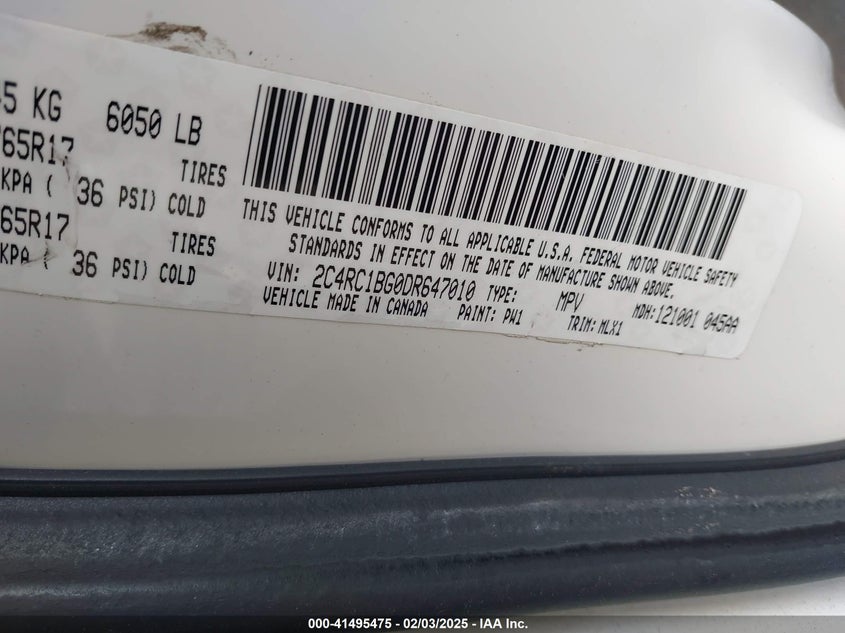 5 KG 6050 LB
65R17 TIRES
KPA ( 36 PSI) COLD
65R17 TIRES
KPA ( 36 PSI) COLD
THIS VEHICLE CONFORMS TO ALL APPLICABLE U.S.A. FEDERAL MOTOR VEHICLE SAFETY
STANDARDS IN EFFECT ON THE DATE OF MANUFACTURE SHOWN ABOVE.
VIN: 2C4RC1BG0DR647010 TYPE: MPV MDH:121001 045AA
VEHICLE MADE IN CANADA PAINT: PW1 TRIM: MLX1
000-41495475 | 02/03/2025 | IAA Inc.